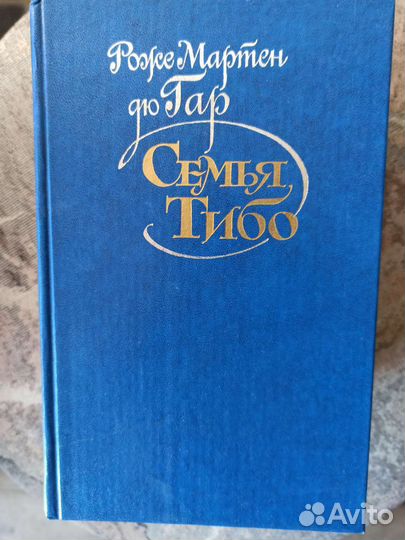 Роже Мартен
дю Гар
Семья
Тибо
Avito